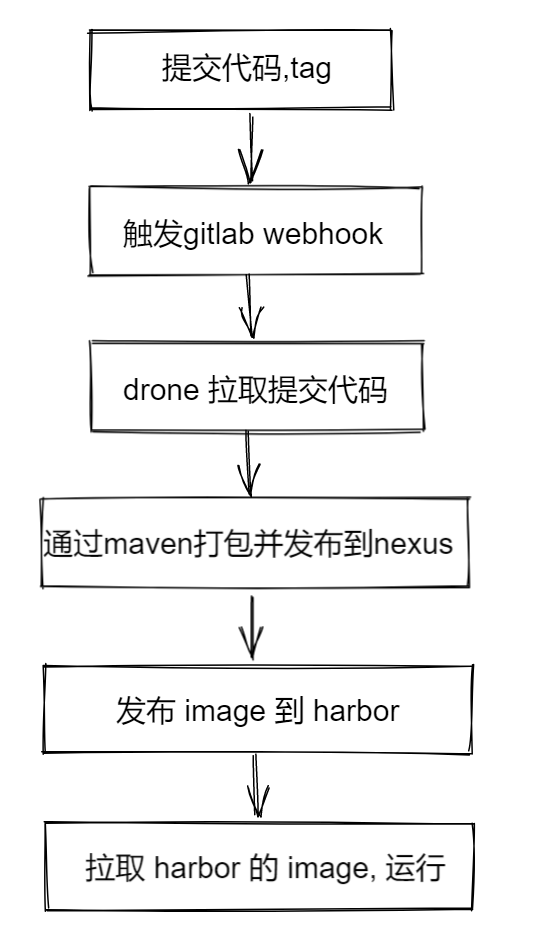 提交代码,tag
触发gitlab webhook
drone 拉取提交代码
通过maven打包并发布到nexus
发布 image 到 harbor
拉取 harbor 的 image, 运行